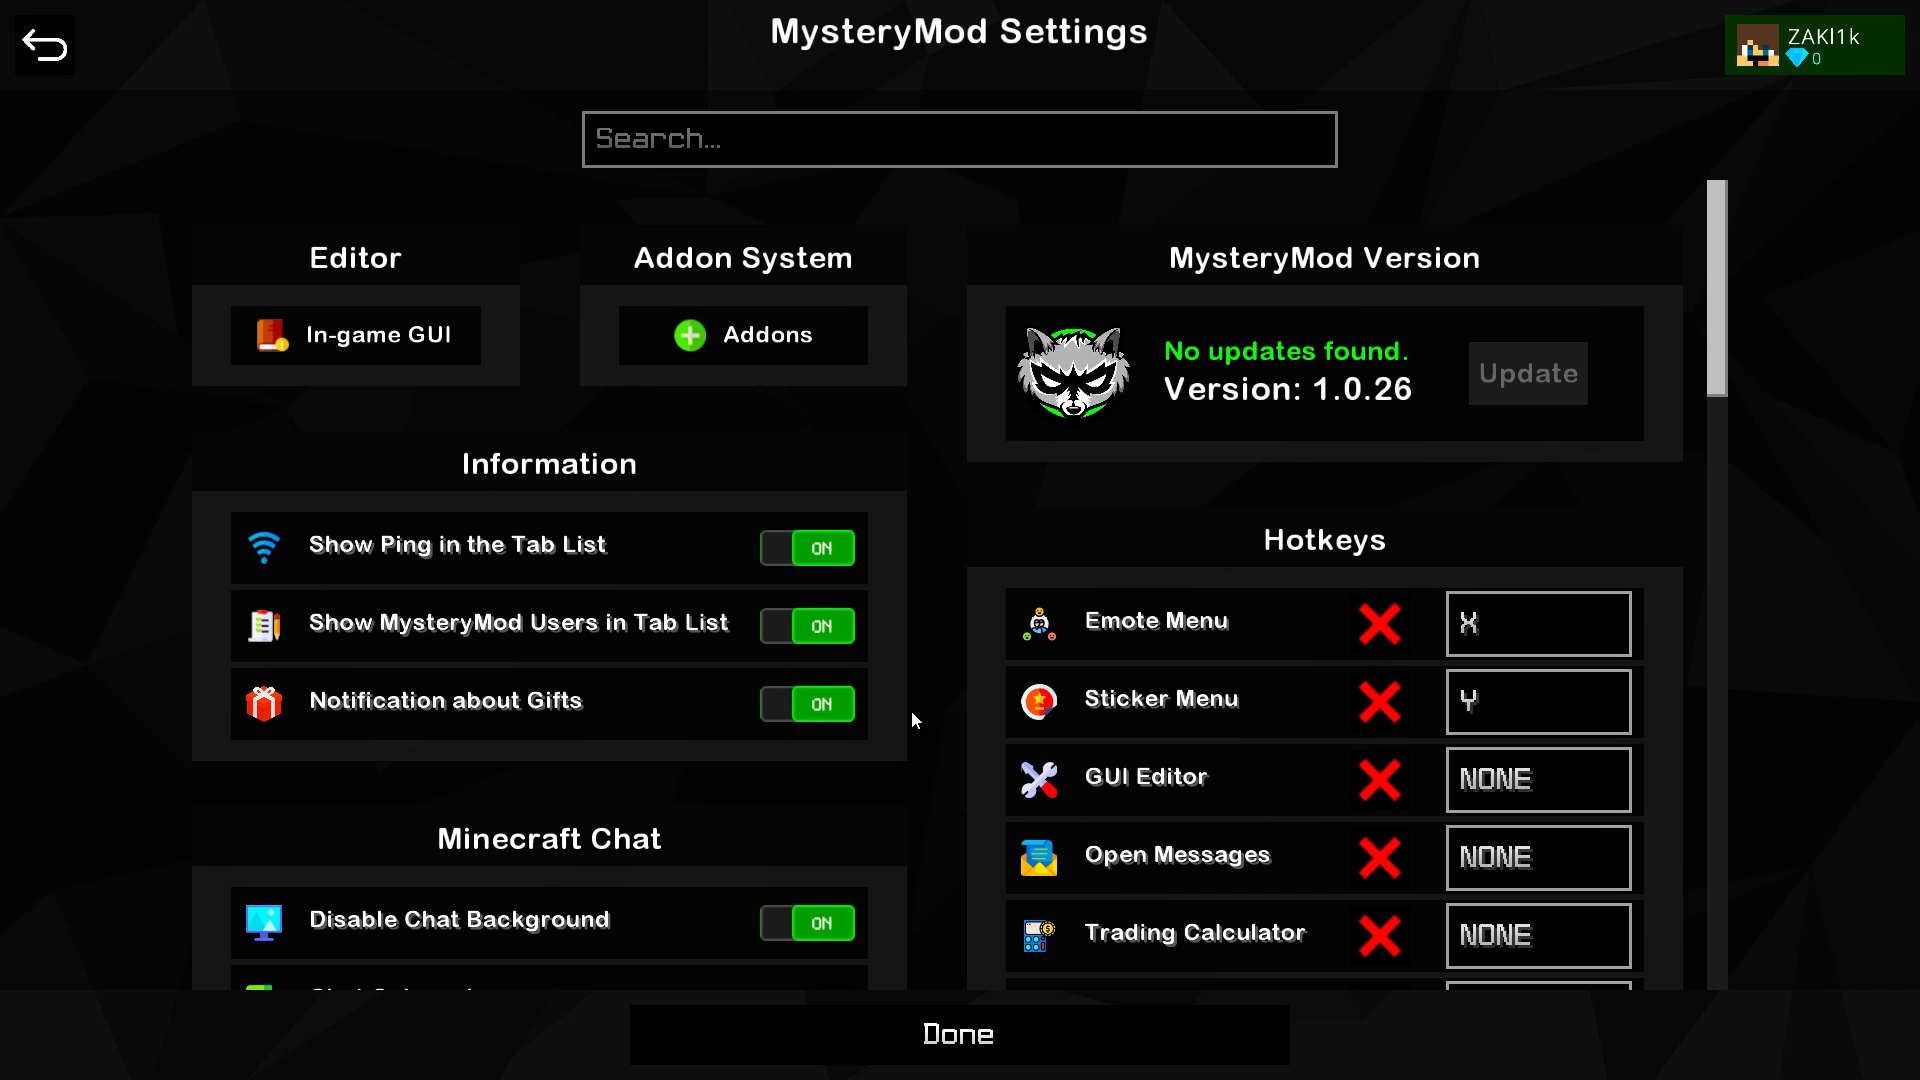 MysteryMod Settings
ZAKl1k
0
Search...
Editor
In-game GUI
Addon System
Addons
MysteryMod Version
No updates found.
Version: 1.0.26
Update
Information
Show Ping in the Tab List
ON
Show MysteryMod Users in Tab List
ON
Notification about Gifts
ON
Minecraft Chat
Disable Chat Background
ON
Hotkeys
Emote Menu
X
Sticker Menu
Y
GUI Editor
NONE
Open Messages
NONE
Trading Calculator
NONE
Done